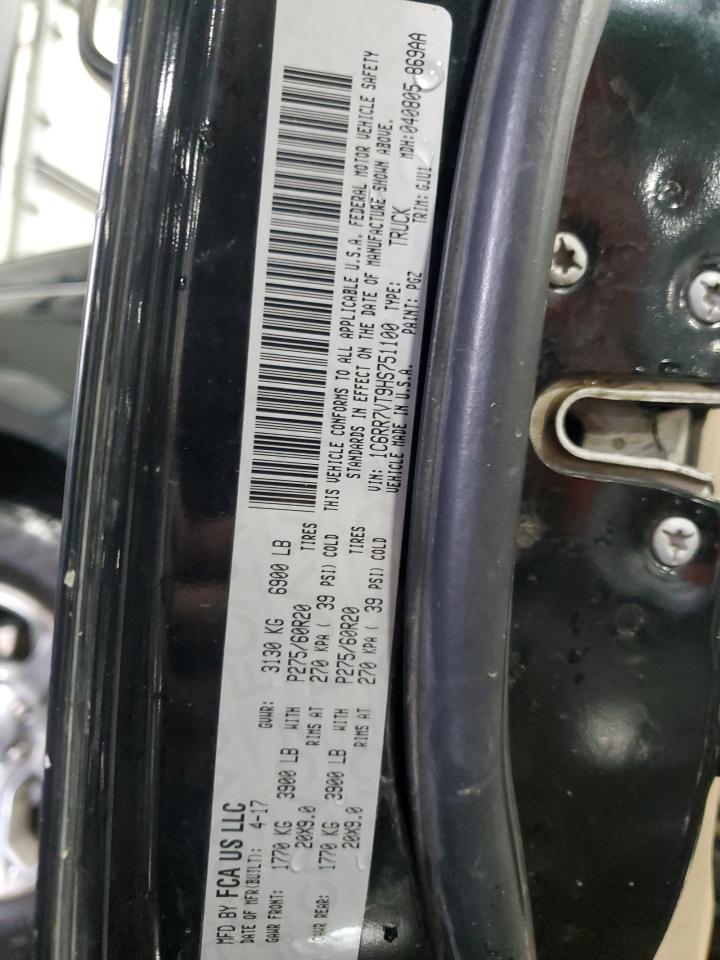 MFD BY FCA US LLC
DATE OF MFR(BUILT): 4-17 GVWR: 3130 KG 6900 LB
GAWR FRONT: 1770 KG 3900 LB WITH P275/60R20 TIRES
20X9.0 RIMS AT 270 KPA ( 39 PSI) COLD
GAWR REAR: 1770 KG 3900 LB WITH P275/60R20 TIRES
20X9.0 RIMS AT 270 KPA ( 39 PSI) COLD
THIS VEHICLE CONFORMS TO ALL APPLICABLE U.S.A. FEDERAL MOTOR VEHICLE SAFETY
STANDARDS IN EFFECT ON THE DATE OF MANUFACTURE SHOWN ABOVE.
VIN: 1C6RR7VT9HS751100 TYPE: TRUCK MDH:040805 869AA
VEHICLE MADE IN U.S.A. PAINT: PGZ TRIM: GJU1